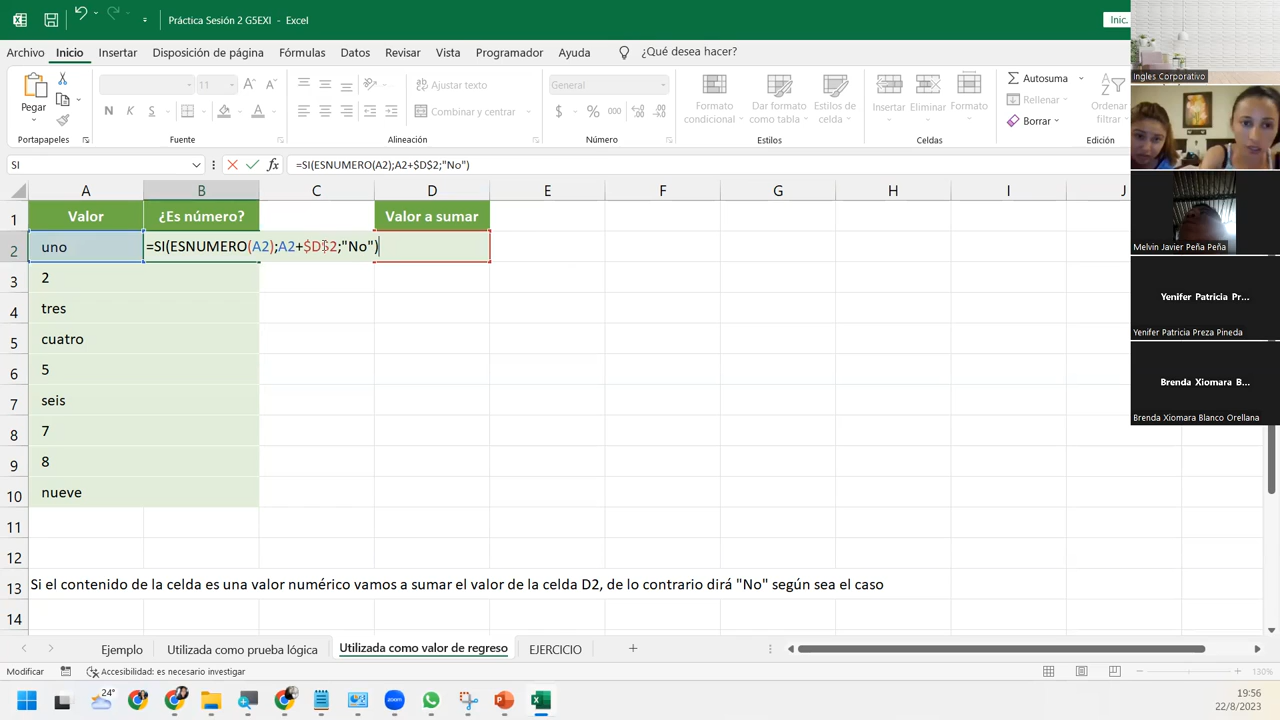 Práctica Sesión 2 G5EXI - Excel
Inic.
Archivo Inicio Insertar Disposición de página Fórmulas Datos Revisar Vista Programador Ayuda ¿Qué desea hacer?
Pegar
11
N K S
General
Combinar y centrar
$ % 000
Formato condicional
Dar formato como tabla
Estilos de celda
Insertar
Eliminar
Formato
Autosuma
Rellenar
Borrar
Ordenar
filtrar
Portapapeles Fuente Alineación Número Estilos Celdas Edición
SI
fx
=SI(ESNUMERO(A2);A2+$D$2;"No")
A B C D E F G H I J
1 Valor ¿Es número? Valor a sumar
2 uno =SI(ESNUMERO(A2);A2+$D$2;"No")
3 2
4 tres
5 cuatro
6 5
7 seis
8 7
9 8
10 nueve
11
12
13 Si el contenido de la celda es una valor numérico vamos a sumar el valor de la celda D2, de lo contrario dirá "No" según sea el caso
14
Ejemplo Utilizada como prueba lógica Utilizada como valor de regreso EJERCICIO
Modificar Accesibilidad: es necesario investigar 130%
24°
19:56
22/8/2023
Ingles Corporativo
Melvin Javier Peña Peña
Yenifer Patricia Pr...
Yenifer Patricia Preza Pineda
Brenda Xiomara B...
Brenda Xiomara Blanco Orellana